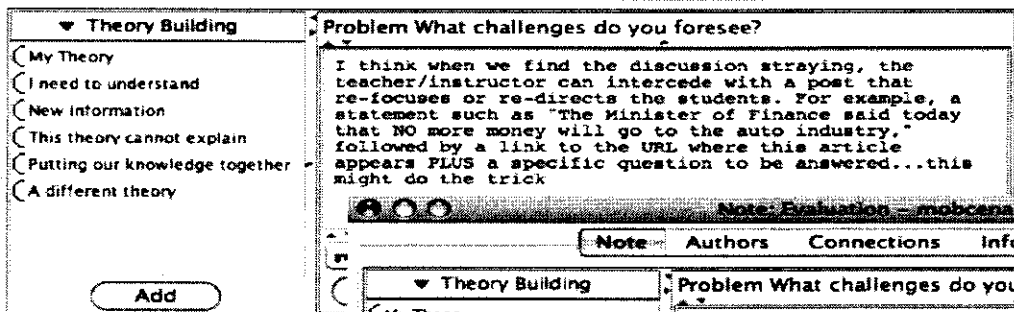 Theory Building
My Theory
I need to understand
New Information
This theory cannot explain
Putting our knowledge together
A different theory
Add
Problem What challenges do you foresee?
I think when we find the discussion straying, the
teacher/instructor can intercede with a post that
re-focuses or re-directs the students. For example, a
statement such as "The Minister of Finance said today
that NO more money will go to the auto industry,"
followed by a link to the URL where this article
appears PLUS a specific question to be answered...this
might do the trick
Note: Evaluation – mobcena
Note Authors Connections Info
Theory Building
Problem What challenges do you